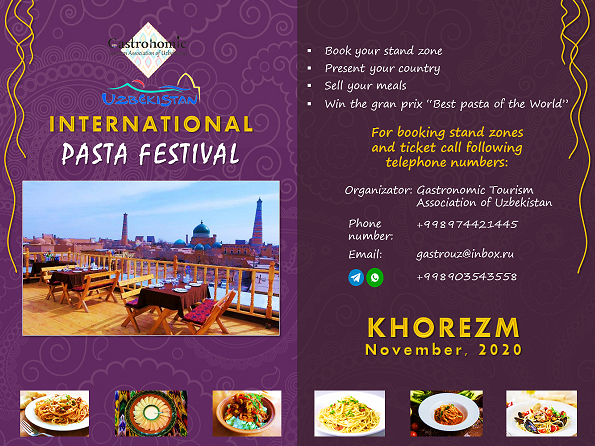 Gastrohomic
Association of Uzbek
UZBEKISTAN
INTERNATIONAL
PASTA FESTIVAL
▪ Book your stand zone
▪ Present your country
▪ Sell your meals
▪ Win the gran prix “Best pasta of the World”
For booking stand zones
and ticket call following
telephone numbers:
Organizator: Gastronomic Tourism
Association of Uzbekistan
Phone number: +998974421445
Email: gastrouz@inbox.ru
+998903543558
KHOREZM
November, 2020